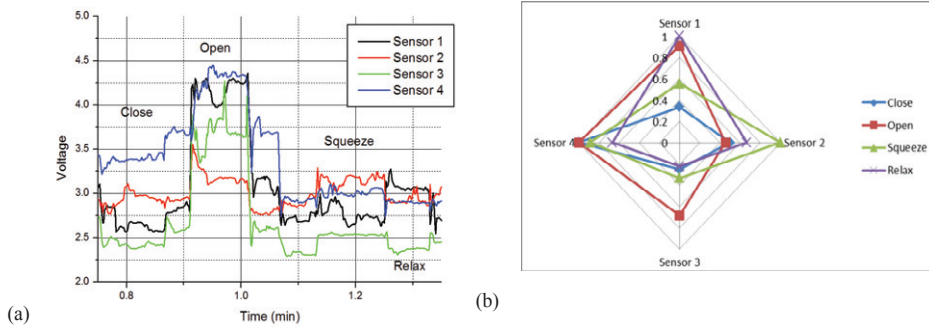 5.0
4.5
4.0
3.5
3.0
2.5
2.0
Voltage
Close
Open
Squeeze
Relax
Sensor 1
Sensor 2
Sensor 3
Sensor 4
0.8
1.0
1.2
Time (min)
(a)
Sensor 1
1
0.8
0.6
0.4
0.2
0
Sensor 4
Sensor 2
Sensor 3
Close
Open
Squeeze
Relax
(b)